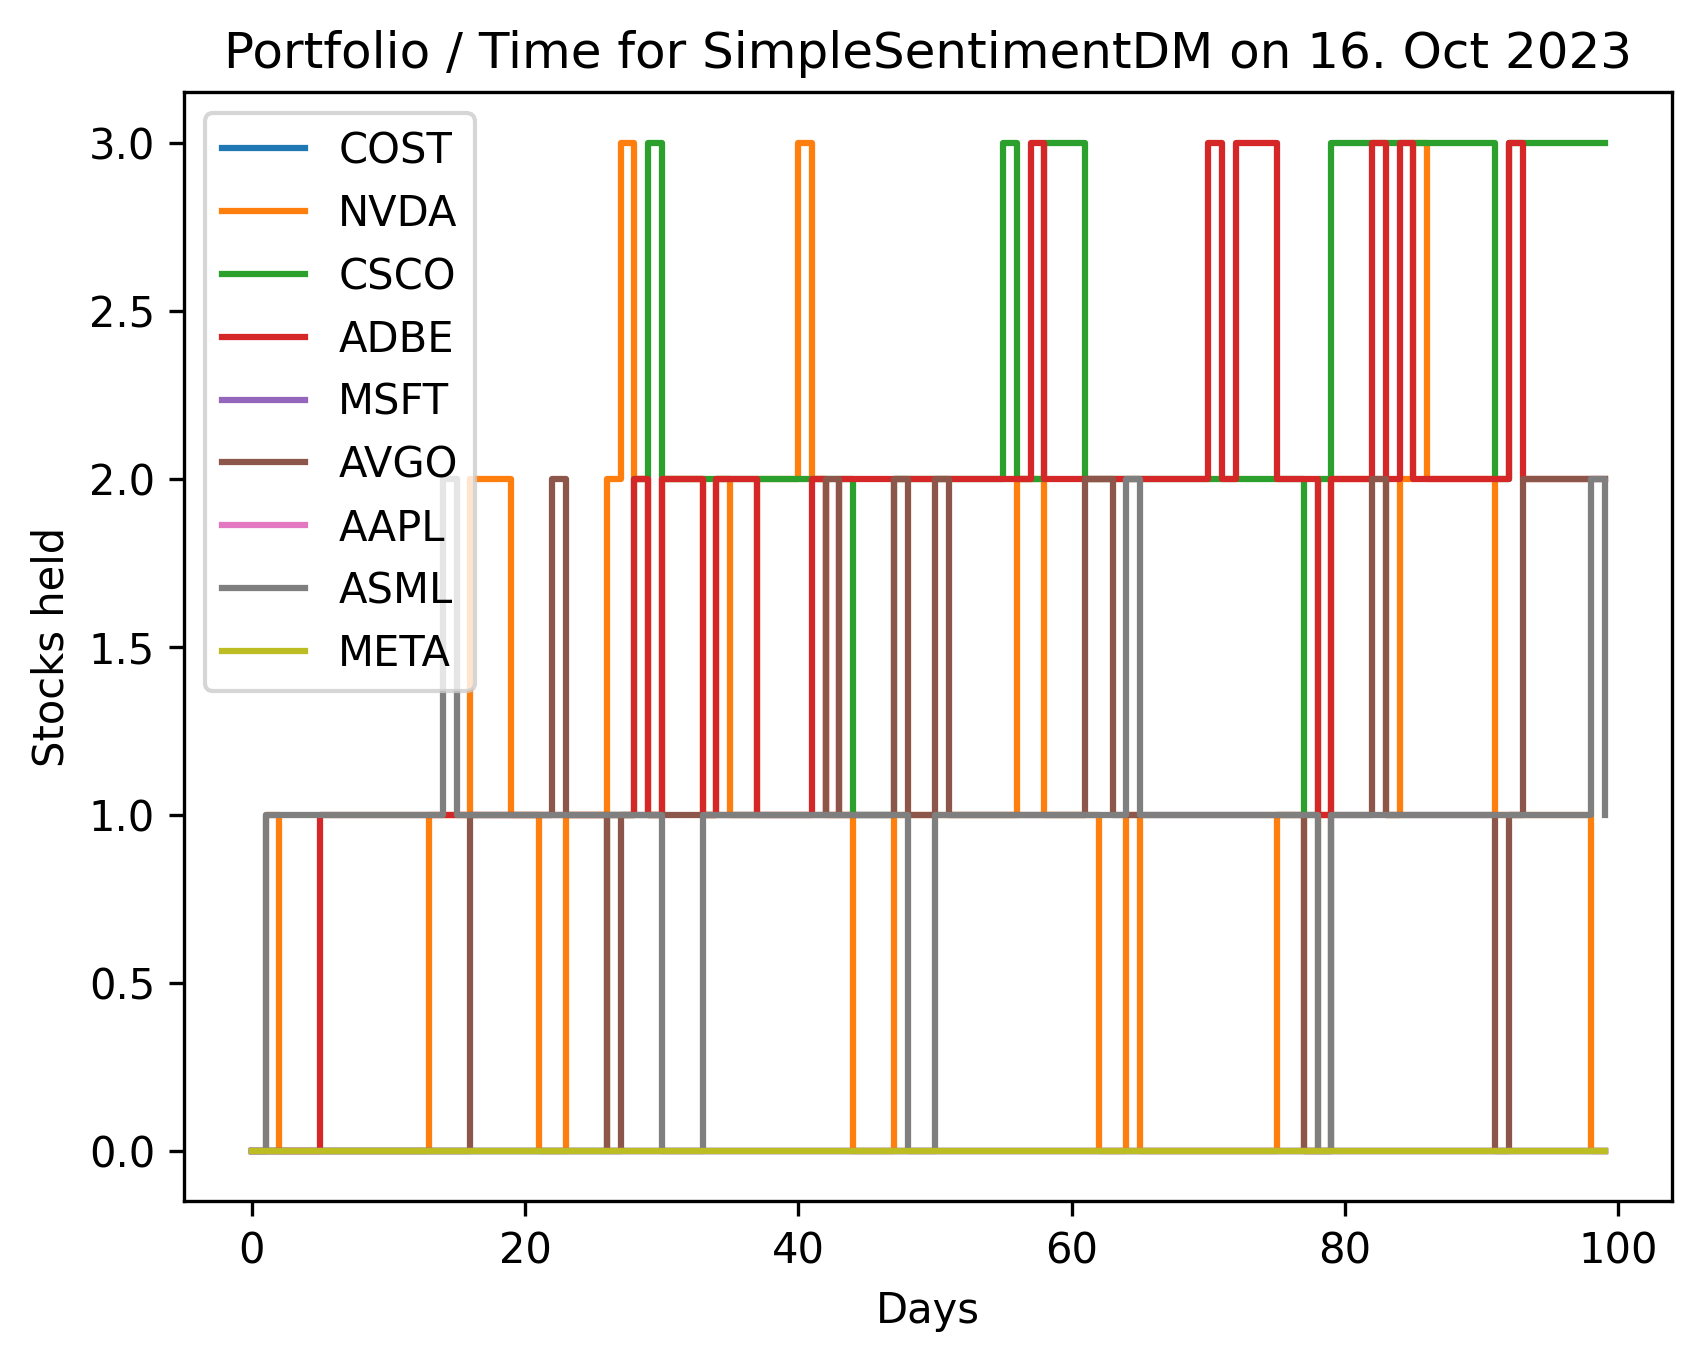 Portfolio / Time for SimpleSentimentDM on 16. Oct 2023
COST
NVDA
CSCO
ADBE
MSFT
AVGO
AAPL
ASML
META
3.0
2.5
2.0
1.5
1.0
0.5
0.0
Stocks held
0 20 40 60 80 100
Days